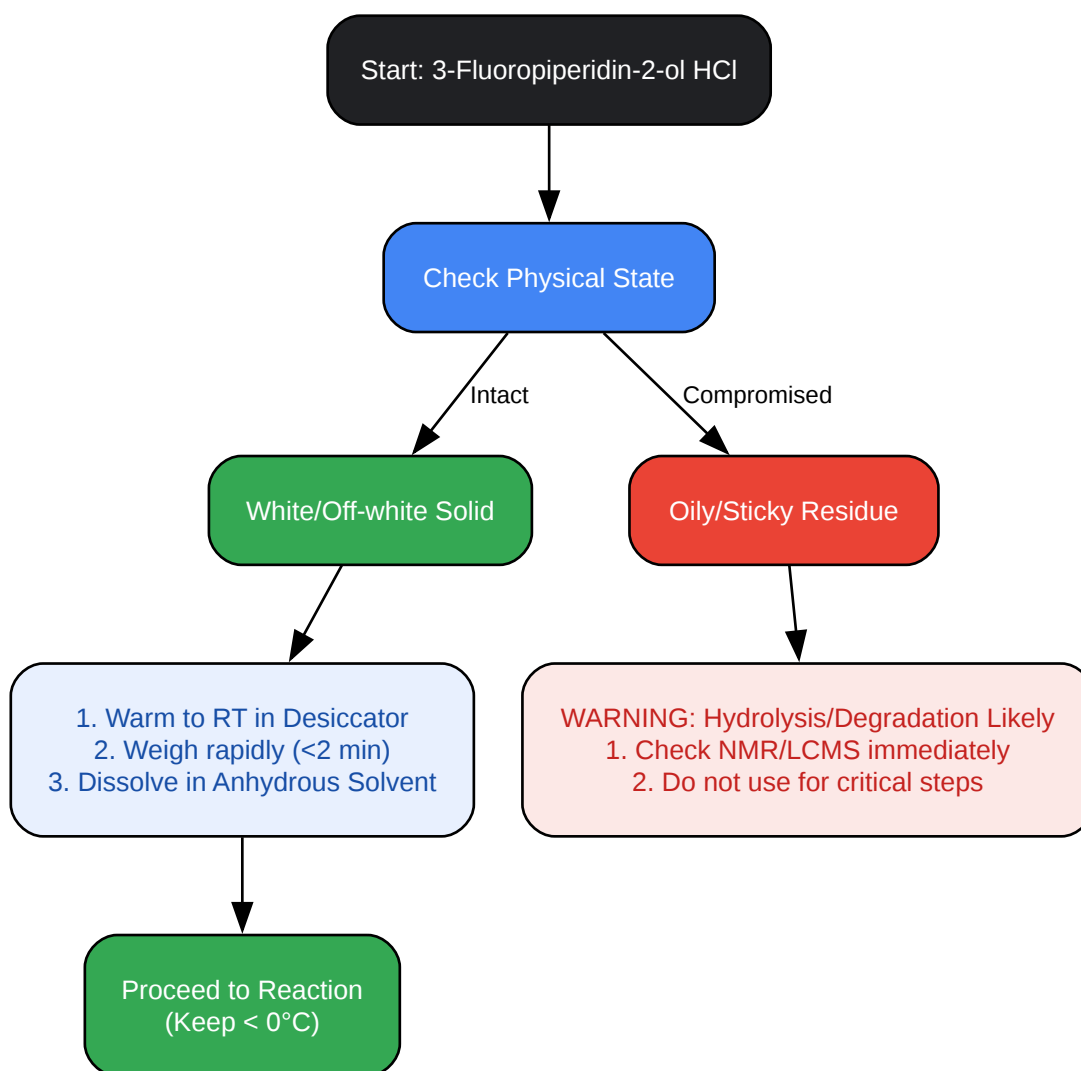 Start: 3-Fluoropiperidin-2-ol HCl
Check Physical State
Intact
Compromised
White/Off-white Solid
Oily/Sticky Residue
1. Warm to RT in Desiccator
2. Weigh rapidly (<2 min)
3. Dissolve in Anhydrous Solvent
WARNING: Hydrolysis/Degradation Likely
1. Check NMR/LCMS immediately
2. Do not use for critical steps
Proceed to Reaction
(Keep < 0°C)